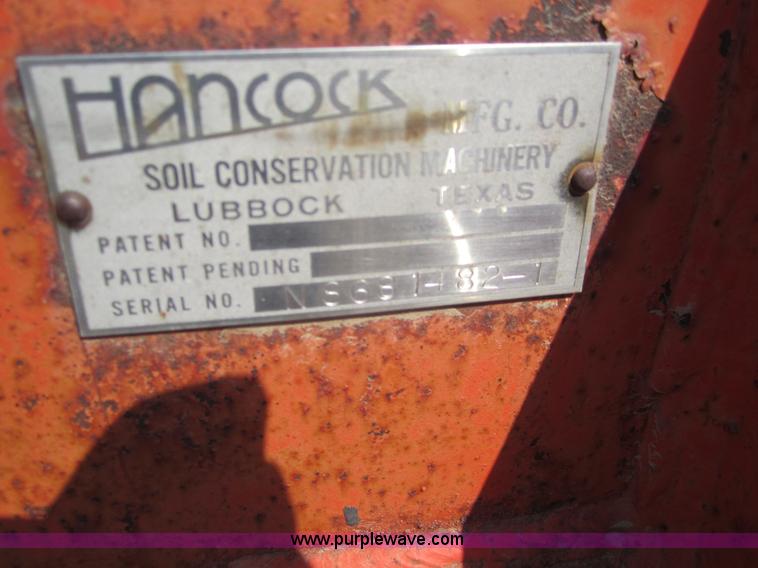 HANCOCK MFG. CO.
SOIL CONSERVATION MACHINERY
LUBBOCK TEXAS
PATENT NO.
PATENT PENDING
SERIAL NO.
www.purplewave.com